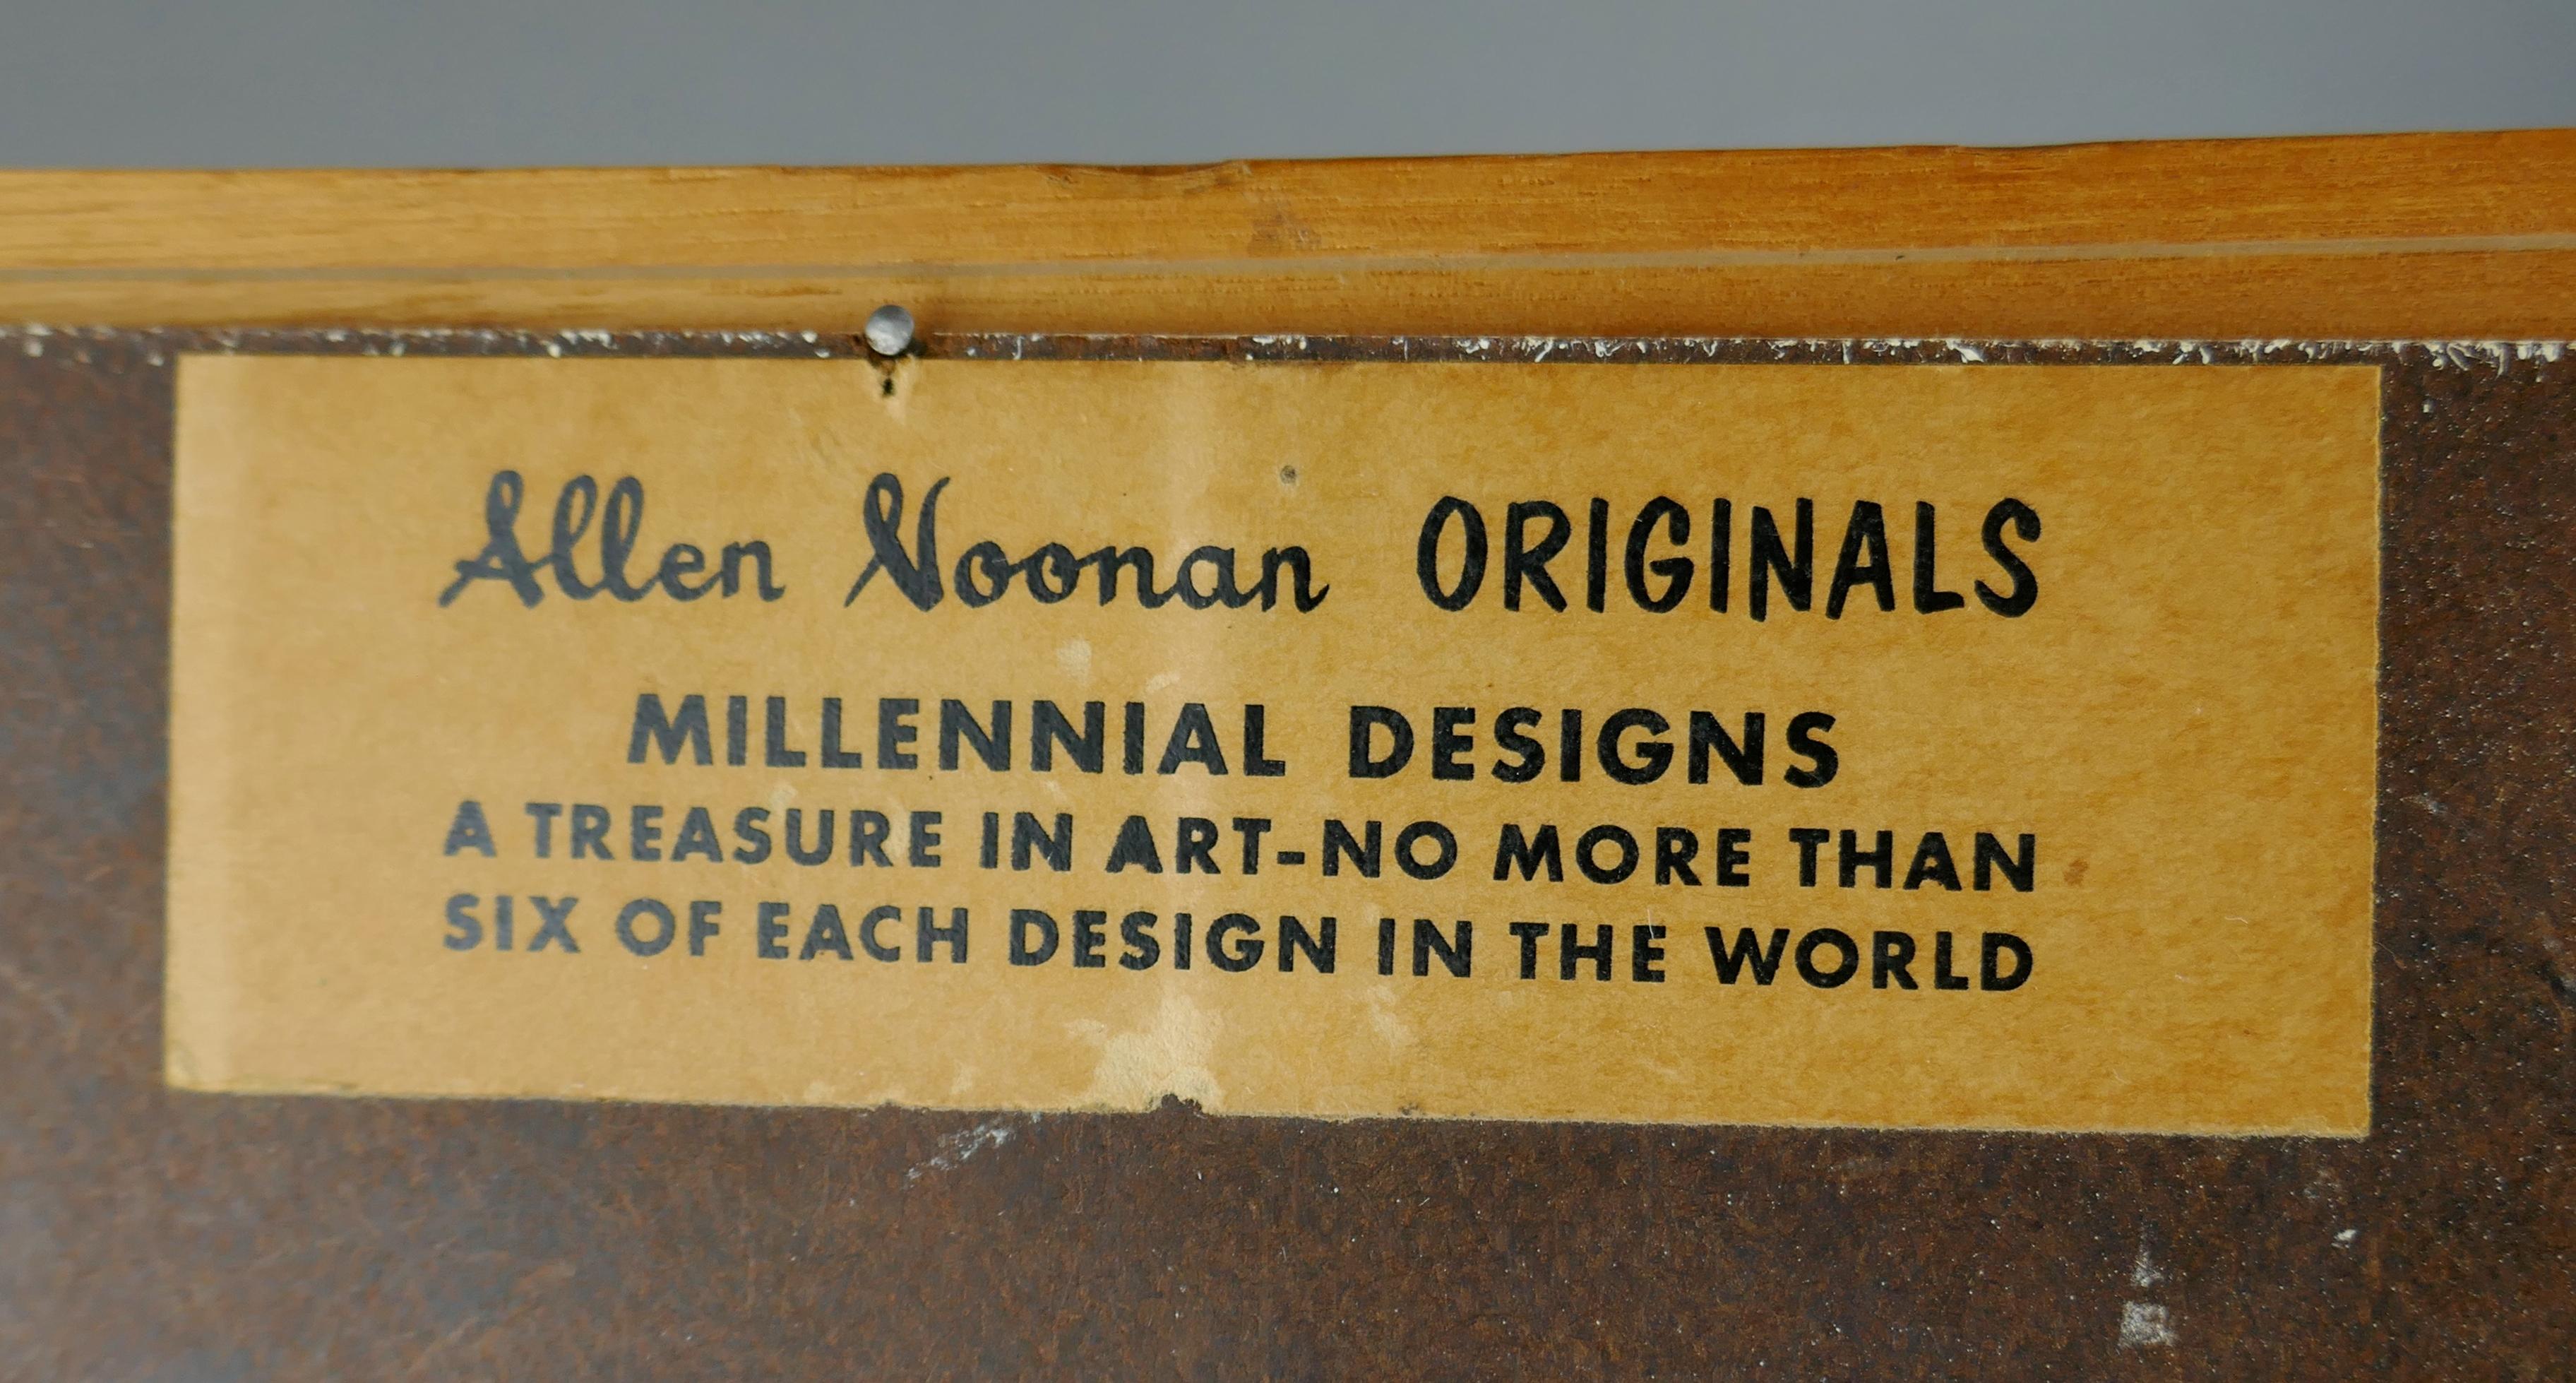 Allen Noonan ORIGINALS
MILLENNIAL DESIGNS
A TREASURE IN ART-NO MORE THAN
SIX OF EACH DESIGN IN THE WORLD